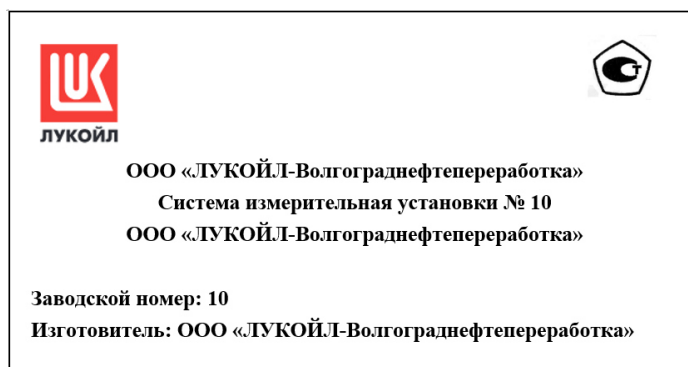 ЛУКОЙЛ
ООО «ЛУКОЙЛ-Волгограднефтепереработка»
Система измерительная установки № 10
ООО «ЛУКОЙЛ-Волгограднефтепереработка»
Заводской номер: 10
Изготовитель: ООО «ЛУКОЙЛ-Волгограднефтепереработка»